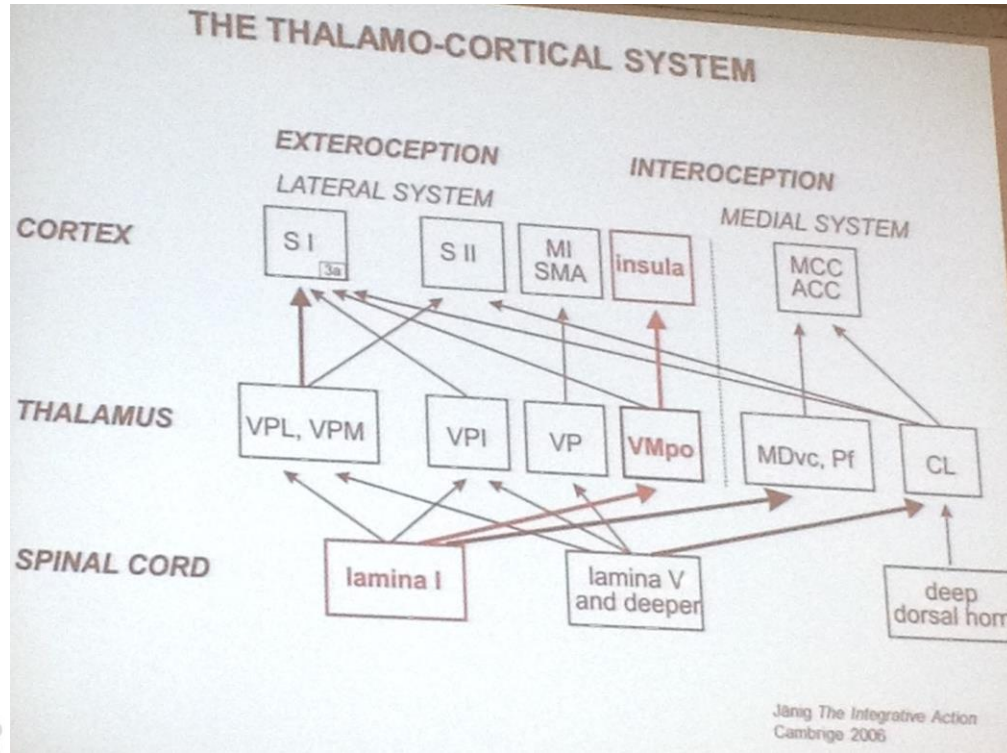 THE THALAMO-CORTICAL SYSTEM
EXTEROCEPTION
INTEROCEPTION
LATERAL SYSTEM
MEDIAL SYSTEM
CORTEX
S I
3a
S II
MI
SMA
insula
MCC
ACC
THALAMUS
VPL, VPM
VPI
VP
VMpo
MDvc, Pf
CL
SPINAL CORD
lamina I
lamina V
and deeper
deep
dorsal horn
Jänig The Integrative Action
Cambrige 2006